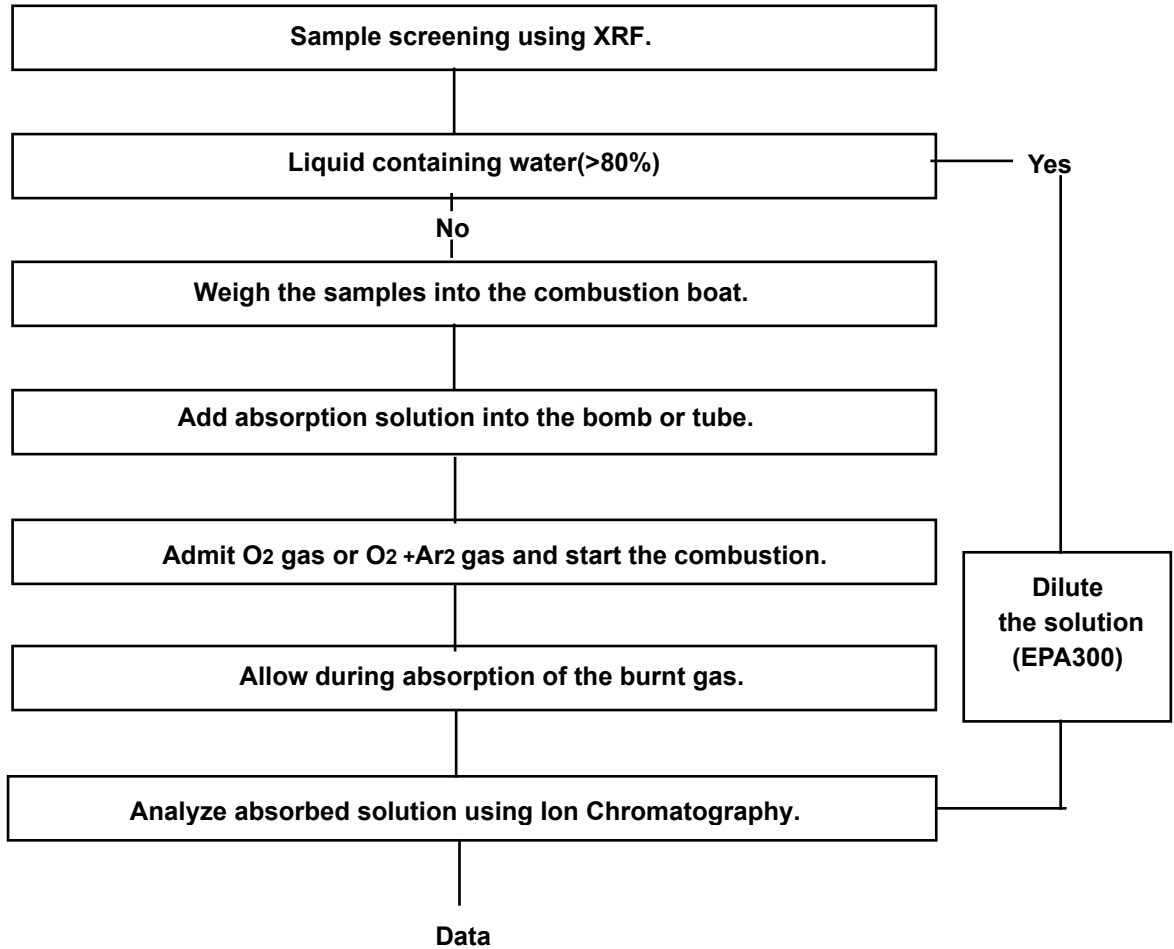 Sample screening using XRF.
Liquid containing water(>80%)
Yes
No
Weigh the samples into the combustion boat.
Add absorption solution into the bomb or tube.
Admit O2 gas or O2 +Ar2 gas and start the combustion.
Dilute
the solution
(EPA300)
Allow during absorption of the burnt gas.
Analyze absorbed solution using Ion Chromatography.
Data